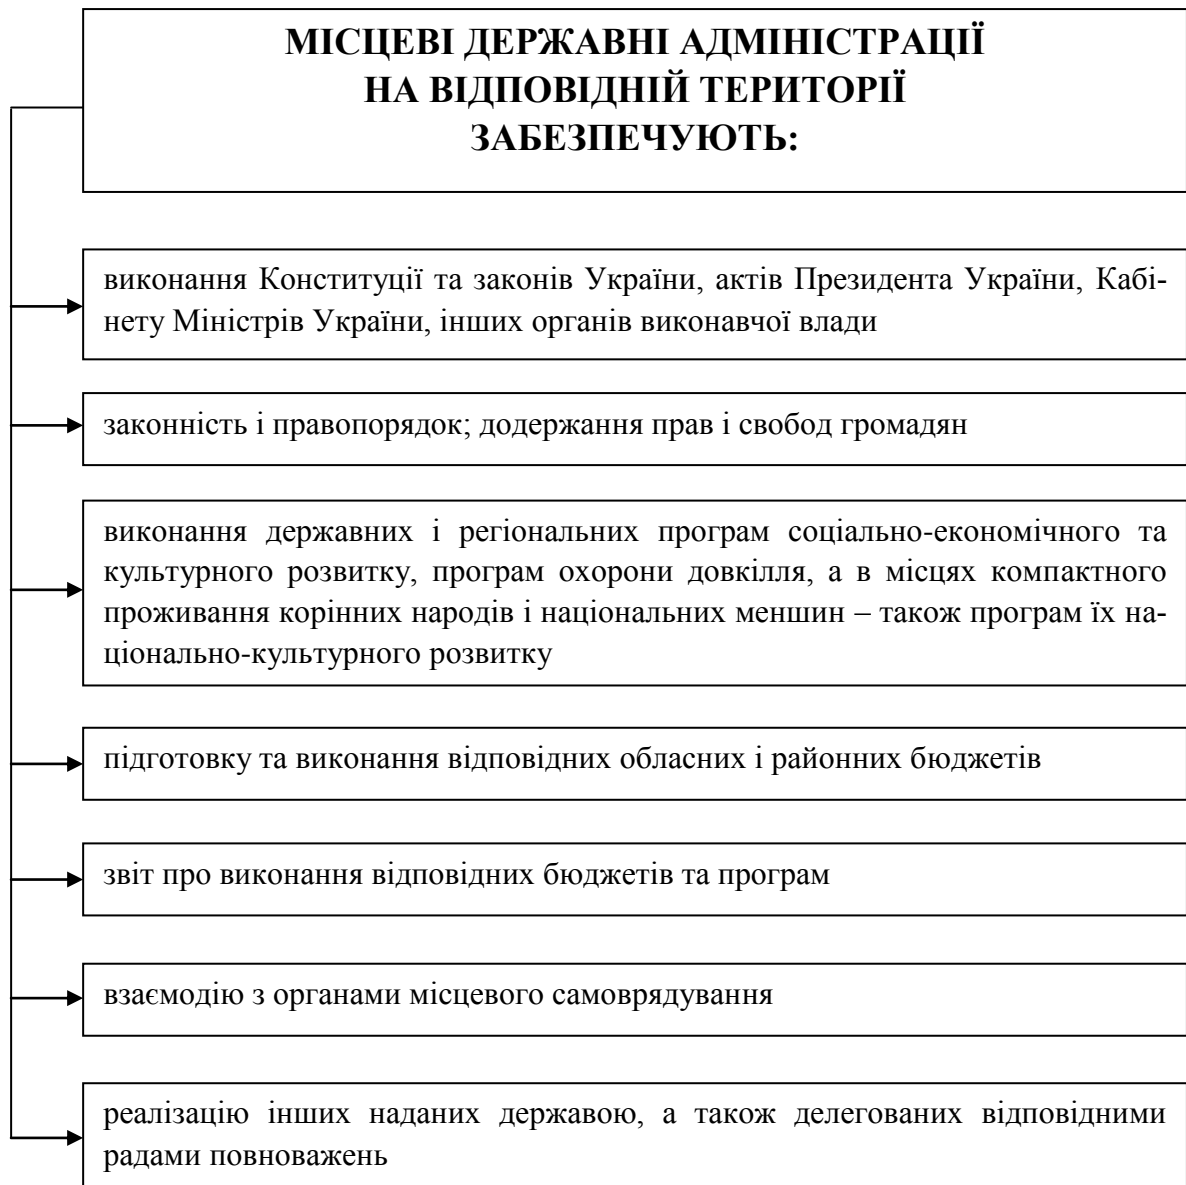 МІСЦЕВІ ДЕРЖАВНІ АДМІНІСТРАЦІЇ
НА ВІДПОВІДНІЙ ТЕРИТОРІЇ
ЗАБЕЗПЕЧУЮТЬ:
виконання Конституції та законів України, актів Президента України, Кабі-
нету Міністрів України, інших органів виконавчої влади
законність і правопорядок; додержання прав і свобод громадян
виконання державних і регіональних програм соціально-економічного та
культурного розвитку, програм охорони довкілля, а в місцях компактного
проживання корінних народів і національних меншин – також програм їх на-
ціонально-культурного розвитку
підготовку та виконання відповідних обласних і районних бюджетів
звіт про виконання відповідних бюджетів та програм
взаємодію з органами місцевого самоврядування
реалізацію інших наданих державою, а також делегованих відповідними
радами повноважень